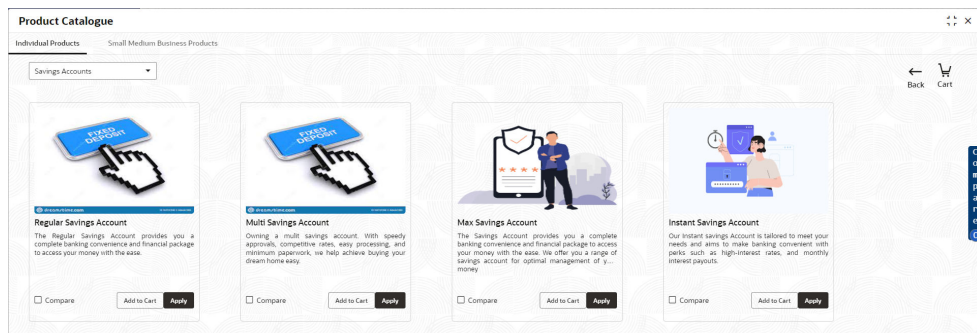 Product Catalogue
Individual Products Small Medium Business Products
Savings Accounts
Back Cart
FIXED
DEPOSIT
dreamstime.com
Regular Savings Account
The Regular Savings Account provides you a
complete banking convenience and financial package
to access your money with the ease.
Compare Add to Cart Apply
FIXED
DEPOSIT
dreamstime.com
Multi Savings Account
Owning a mulit savings account. With speedy
approvals, competitive rates, easy processing, and
minimum paperwork, we help achieve buying your
dream home easy.
Compare Add to Cart Apply
Max Savings Account
The Savings Account provides you a complete
banking convenience and financial package to access
your money with the ease. We offer you a range of
savings account for optimal management of y...
money
Compare Add to Cart Apply
Instant Savings Account
Our Instant savings Account is tailored to meet your
needs and aims to make banking convenient with
perks such as high-interest rates, and monthly
interest payouts.
Compare Add to Cart Apply